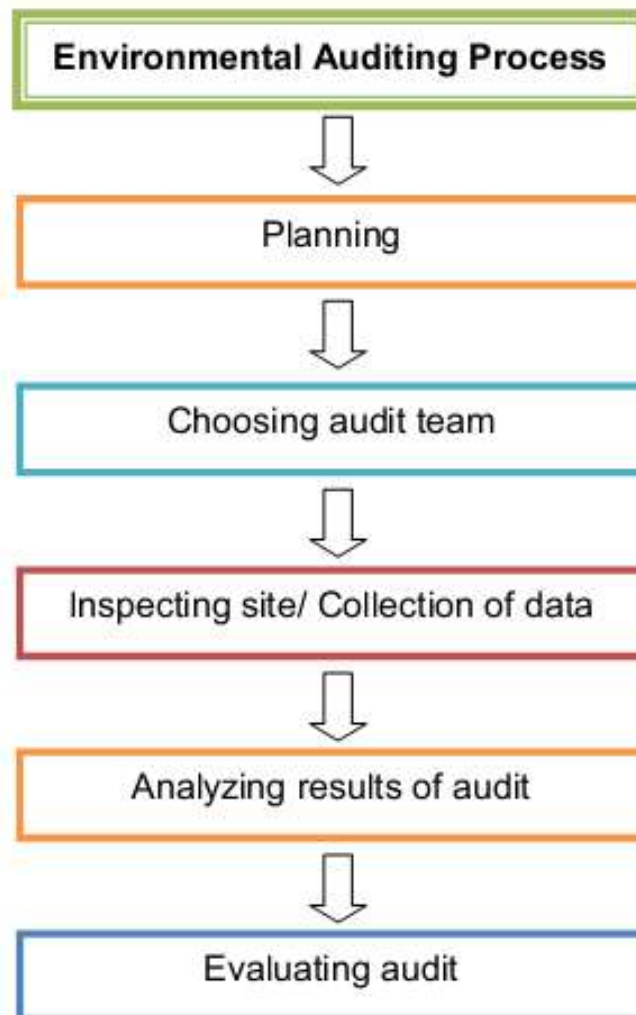 Environmental Auditing Process
Planning
Choosing audit team
Inspecting site/ Collection of data
Analyzing results of audit
Evaluating audit